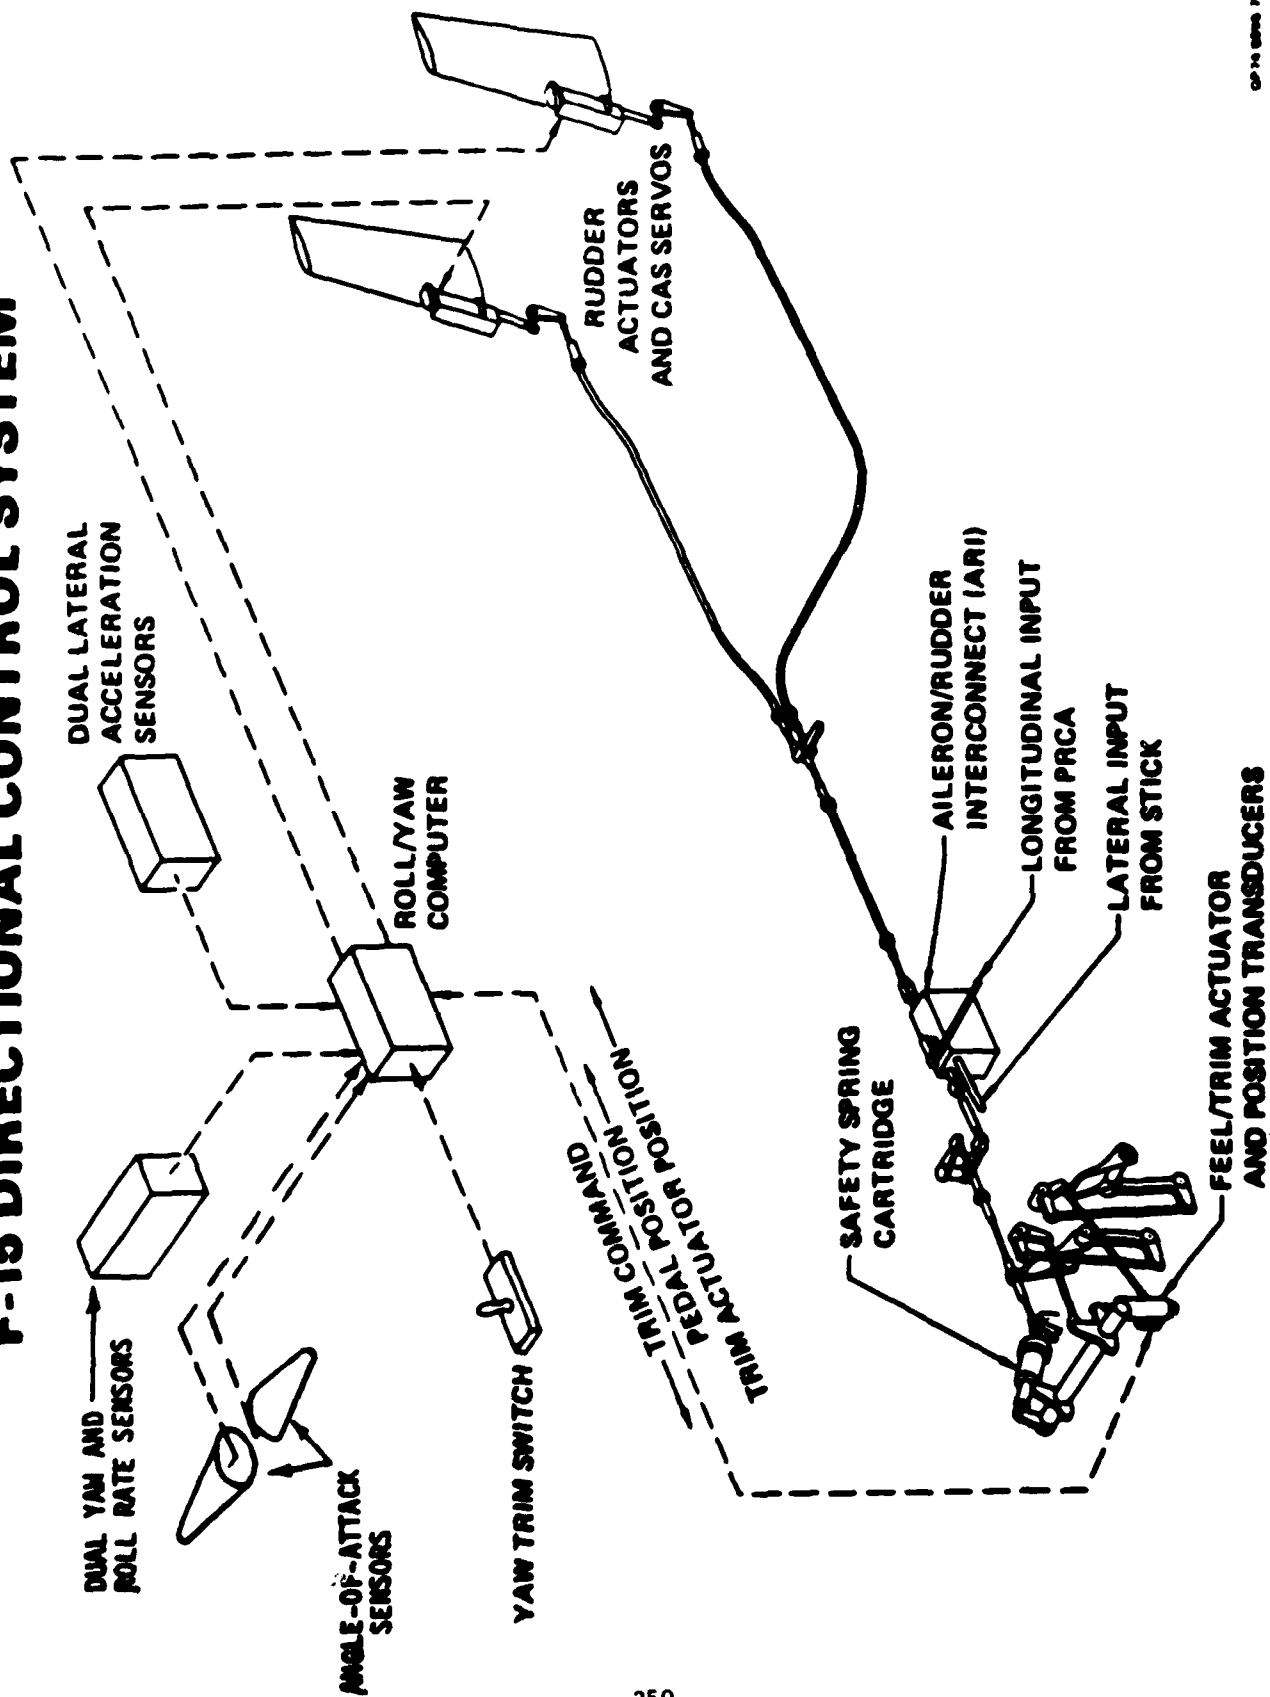 F-15 DIRECTIONAL CONTROL SYSTEM
DUAL YAW AND
ROLL RATE SENSORS
DUAL LATERAL
ACCELERATION
SENSORS
ANGLE-OF-ATTACK
SENSORS
ROLL/YAW
COMPUTER
YAW TRIM SWITCH
RUDDER
ACTUATORS
AND CAS SERVOS
TRIM COMMAND
PEDAL POSITION
TRIM ACTUATOR POSITION
SAFETY SPRING
CARTRIDGE
AILERON/RUDDER
INTERCONNECT (ARI)
LONGITUDINAL INPUT
FROM PRCA
LATERAL INPUT
FROM STICK
FEEL/TRIM ACTUATOR
AND POSITION TRANSDUCERS